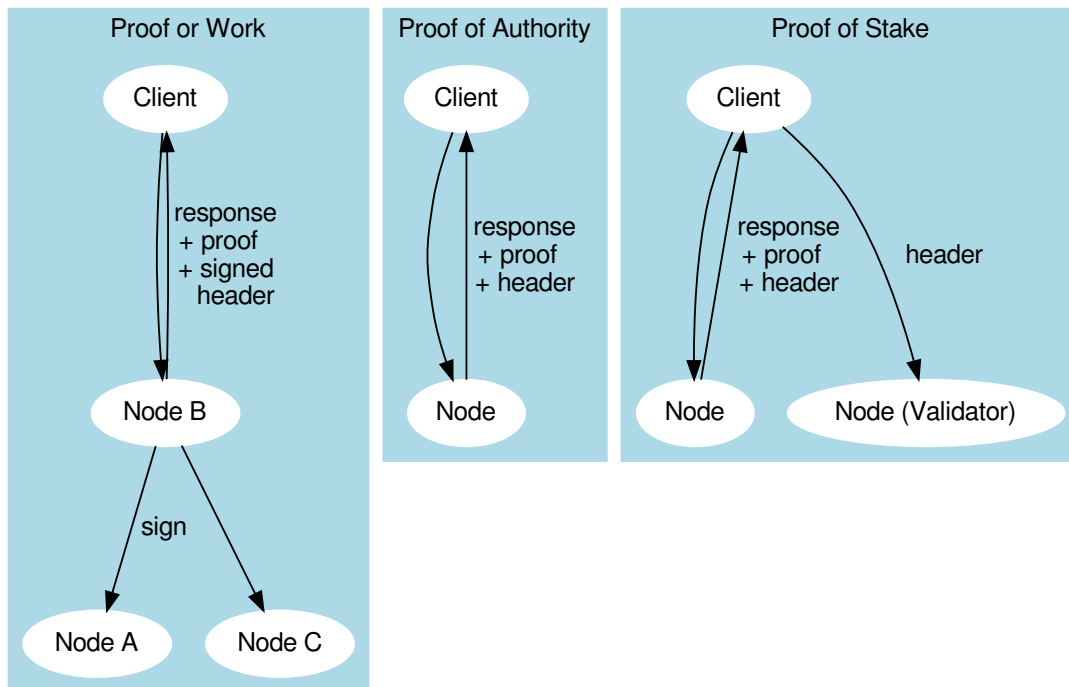 Proof or Work
Client
response
+ proof
+ signed
header
Node B
sign
Node A
Node C
Proof of Authority
Client
response
+ proof
+ header
Node
Proof of Stake
Client
response
+ proof
+ header
header
Node
Node (Validator)